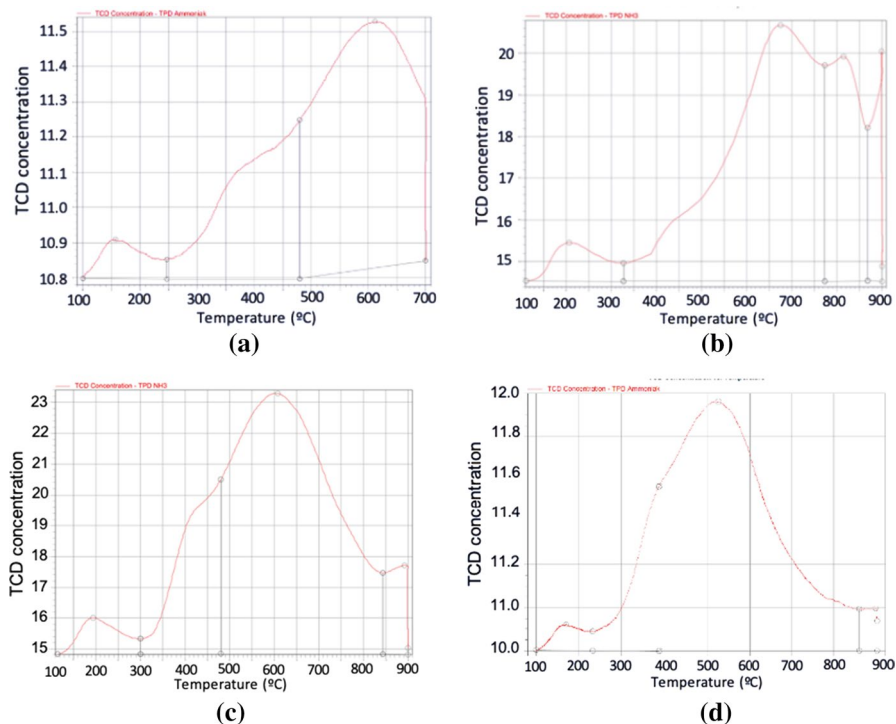 TCD Concentration - TPD Ammoniak
11.5
11.4
11.3
11.2
11.1
11.0
10.9
10.8
TCD concentration
100 200 300 400 500 600 700
Temperature (ºC)
(a)
TCD Concentration - TPD NH3
20
19
18
17
16
15
TCD concentration
100 200 300 400 500 600 700 800 900
Temperature (ºC)
(b)
TCD Concentration - TPD NH3
23
22
21
20
19
18
17
16
15
TCD concentration
100 200 300 400 500 600 700 800 900
Temperature (ºC)
(c)
TCD Concentration - TPD Ammoniak
12.0
11.8
11.6
11.4
11.2
11.0
10.0
TCD concentration
100 200 300 400 500 600 700 800 900
Temperature (ºC)
(d)